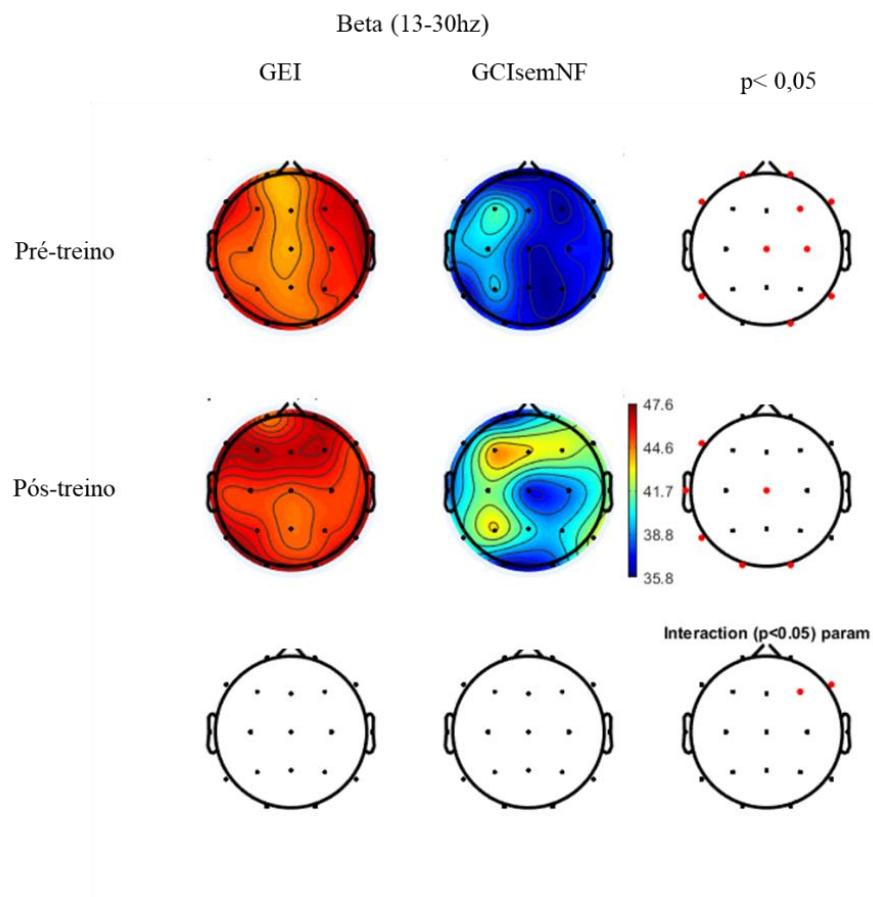 Beta (13-30hz)
GEI GCIsemNF p< 0,05
Pré-treino
Pós-treino
47.6
44.6
41.7
38.8
35.8
Interaction (p<0.05) param